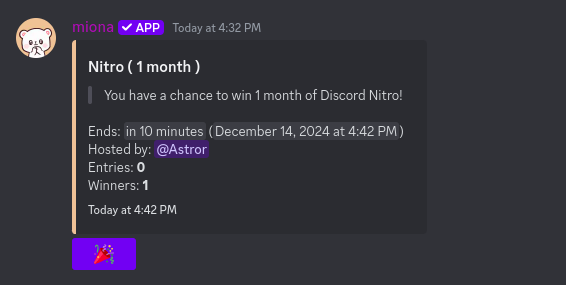 miona ✓ APP Today at 4:32 PM
Nitro ( 1 month )
You have a chance to win 1 month of Discord Nitro!
Ends: in 10 minutes (December 14, 2024 at 4:42 PM)
Hosted by: @Astror
Entries: 0
Winners: 1
Today at 4:42 PM